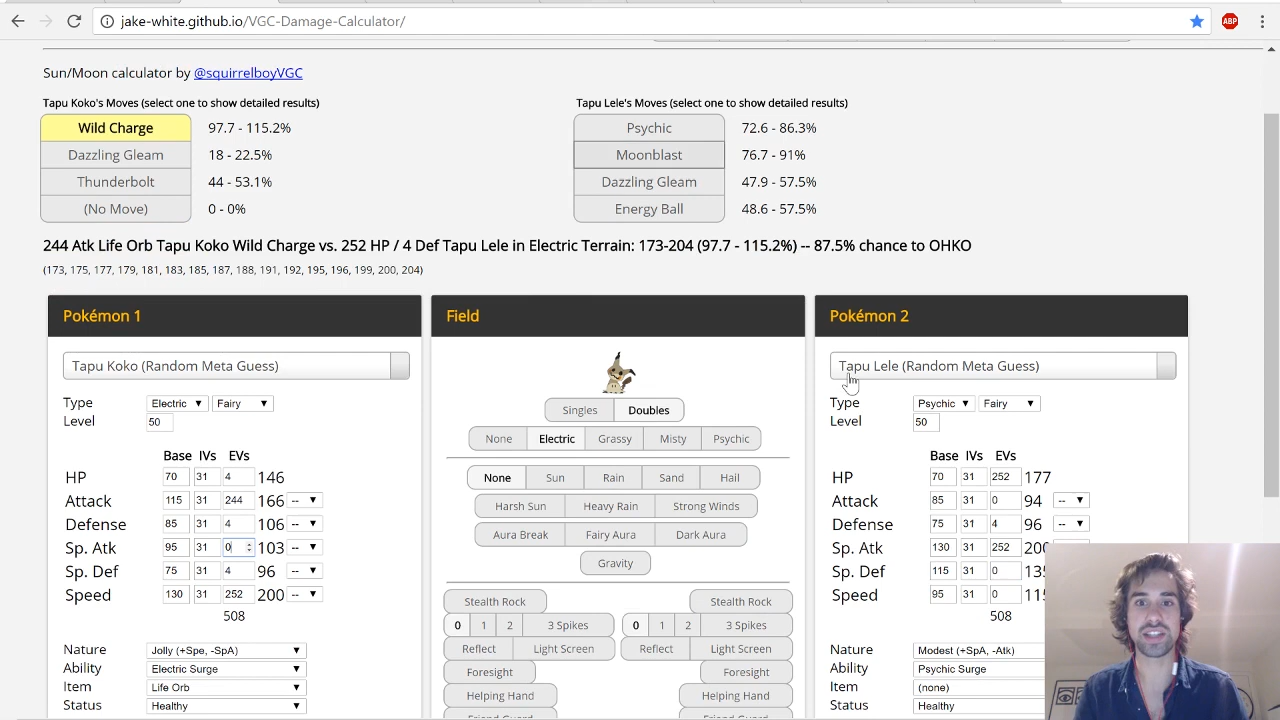 jake-white.github.io/VGC-Damage-Calculator/
ABP
Sun/Moon calculator by @squirrelboyVGC
Tapu Koko's Moves (select one to show detailed results)
Wild Charge 97.7 - 115.2%
Dazzling Gleam 18 - 22.5%
Thunderbolt 44 - 53.1%
(No Move) 0 - 0%
Tapu Lele's Moves (select one to show detailed results)
Psychic 72.6 - 86.3%
Moonblast 76.7 - 91%
Dazzling Gleam 47.9 - 57.5%
Energy Ball 48.6 - 57.5%
244 Atk Life Orb Tapu Koko Wild Charge vs. 252 HP / 4 Def Tapu Lele in Electric Terrain: 173-204 (97.7 - 115.2%) -- 87.5% chance to OHKO
(173, 175, 177, 179, 181, 183, 185, 187, 188, 191, 192, 195, 196, 199, 200, 204)
Pokémon 1
Tapu Koko (Random Meta Guess)
Type Electric Fairy
Level 50
Base IVs EVs
HP 70 31 4 146
Attack 115 31 244 166 --
Defense 85 31 4 106 --
Sp. Atk 95 31 0 103 --
Sp. Def 75 31 4 96 --
Speed 130 31 252 200 --
508
Nature Jolly (+Spe, -SpA)
Ability Electric Surge
Item Life Orb
Status Healthy
Field
Singles Doubles
None Electric Grassy Misty Psychic
None Sun Rain Sand Hail
Harsh Sun Heavy Rain Strong Winds
Aura Break Fairy Aura Dark Aura
Gravity
Stealth Rock Stealth Rock
0 1 2 3 Spikes 0 1 2 3 Spikes
Reflect Light Screen Reflect Light Screen
Foresight Foresight
Helping Hand Helping Hand
Pokémon 2
Tapu Lele (Random Meta Guess)
Type Psychic Fairy
Level 50
Base IVs EVs
HP 70 31 252 177
Attack 85 31 0 94 --
Defense 75 31 4 96 --
Sp. Atk 130 31 252
Sp. Def 115 31 0
Speed 95 31 0
508
Nature Modest (+SpA, -Atk)
Ability Psychic Surge
Item (none)
Status Healthy